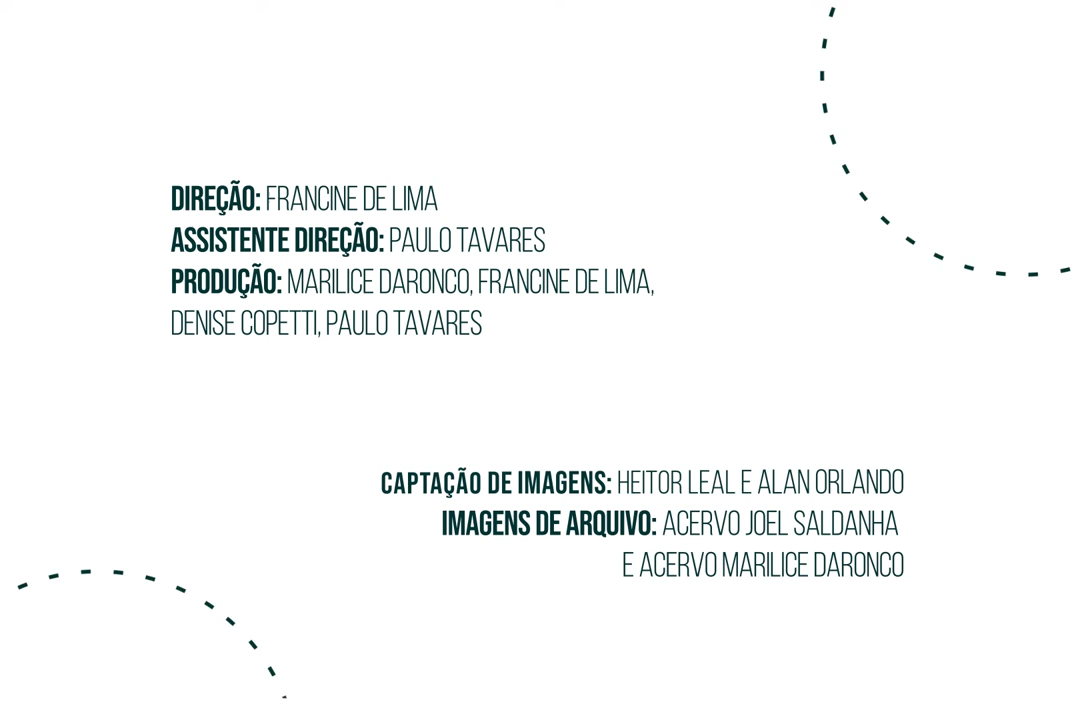 DIREÇÃO: FRANCINE DE LIMA
ASSISTENTE DIREÇÃO: PAULO TAVARES
PRODUÇÃO: MARILICE DARONCO, FRANCINE DE LIMA,
DENISE COPETTI, PAULO TAVARES
CAPTAÇÃO DE IMAGENS: HEITOR LEAL E ALAN ORLANDO
IMAGENS DE ARQUIVO: ACERVO JOEL SALDANHA
E ACERVO MARILICE DARONCO